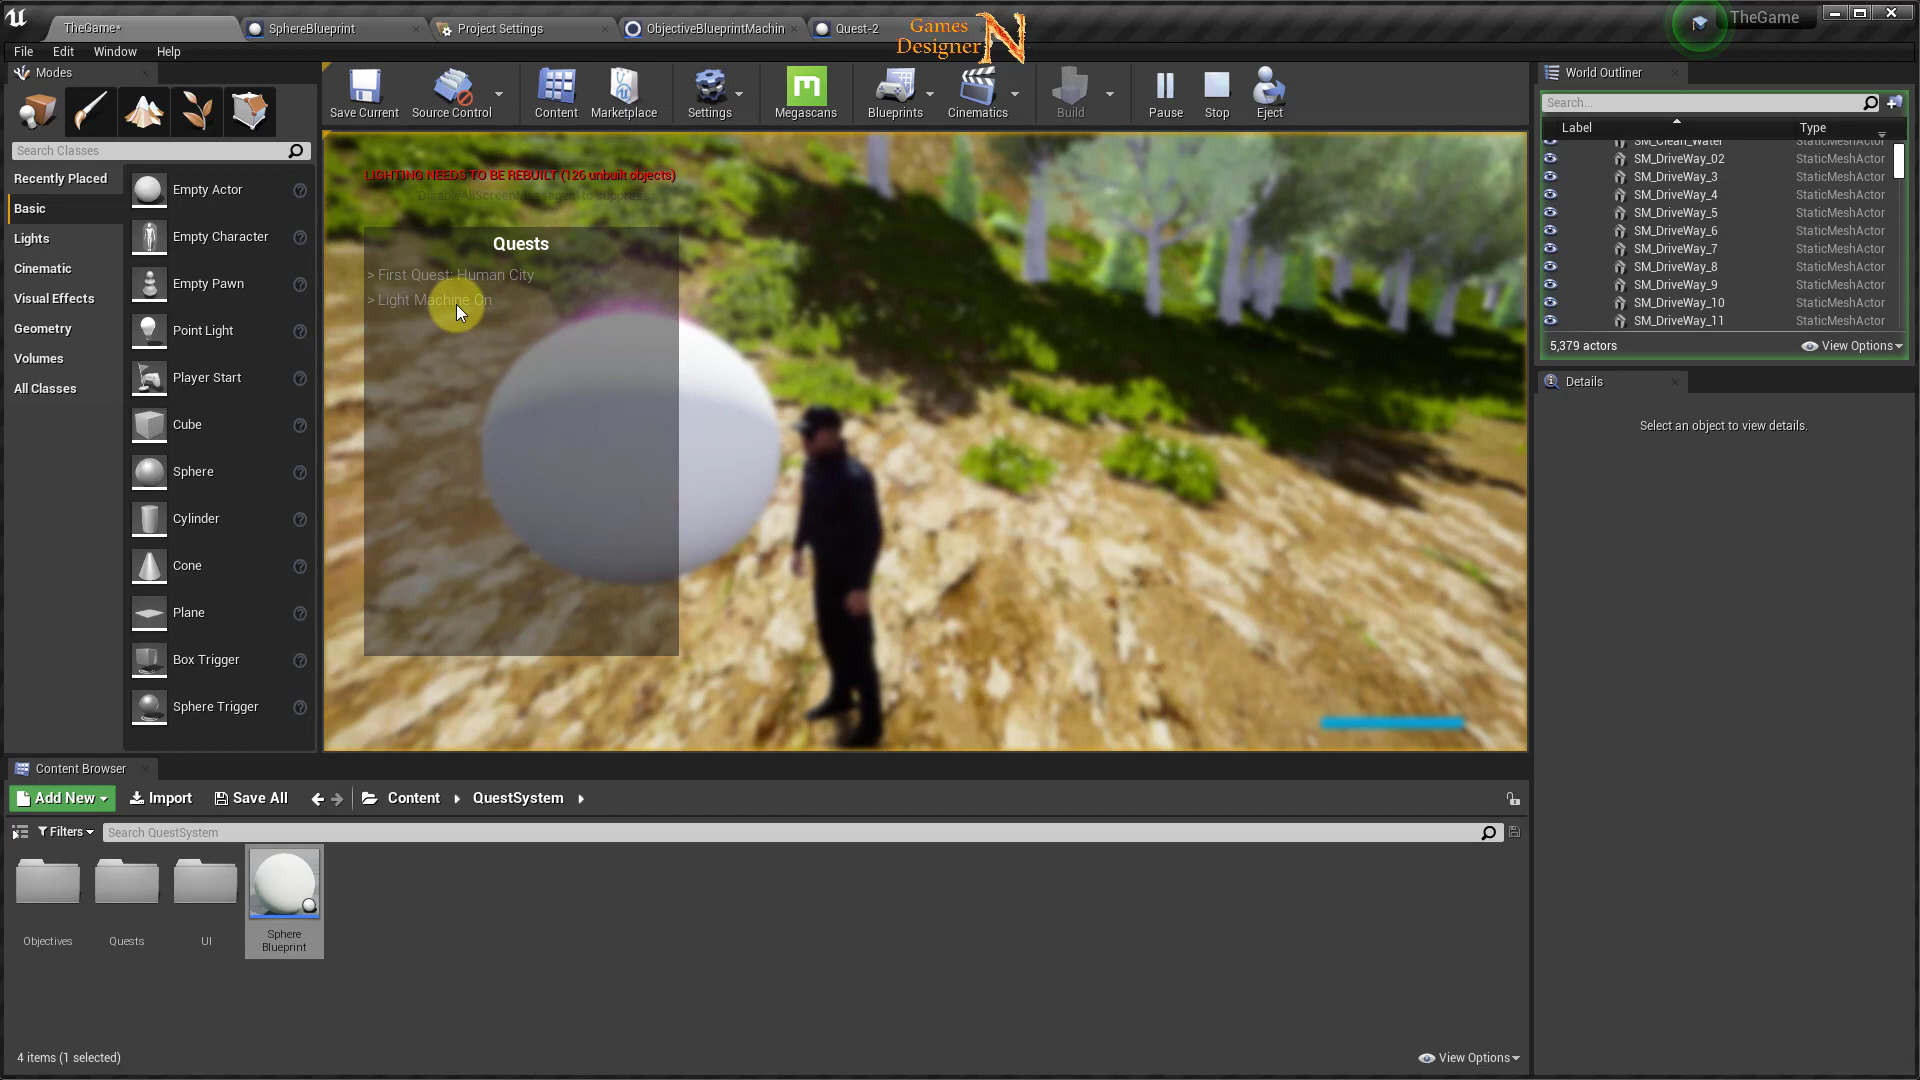 TheGame*
SphereBlueprint
Project Settings
ObjectiveBlueprintMachin
Quest-2
Games
Designer
N
TheGame
File Edit Window Help
Modes
Save Current
Source Control
Content
Marketplace
Settings
Megascans
Blueprints
Cinematics
Build
Pause
Stop
Eject
World Outliner
Search...
Label Type
SM_Clean_Water StaticMeshActor
SM_DriveWay_02 StaticMeshActor
SM_DriveWay_3 StaticMeshActor
SM_DriveWay_4 StaticMeshActor
SM_DriveWay_5 StaticMeshActor
SM_DriveWay_6 StaticMeshActor
SM_DriveWay_7 StaticMeshActor
SM_DriveWay_8 StaticMeshActor
SM_DriveWay_9 StaticMeshActor
SM_DriveWay_10 StaticMeshActor
SM_DriveWay_11 StaticMeshActor
5,379 actors
View Options
Details
Select an object to view details.
Search Classes
Recently Placed
Basic
Lights
Cinematic
Visual Effects
Geometry
Volumes
All Classes
Empty Actor
Empty Character
Empty Pawn
Point Light
Player Start
Cube
Sphere
Cylinder
Cone
Plane
Box Trigger
Sphere Trigger
LIGHTING NEEDS TO BE REBUILT (126 unbuilt objects)
'DisableAllScreenMessages' to suppress
Quests
> First Quest: Human City
> Light Machine On
Content Browser
Add New
Import
Save All
Content
QuestSystem
Filters
Search QuestSystem
Objectives
Quests
UI
Sphere
Blueprint
4 items (1 selected)
View Options